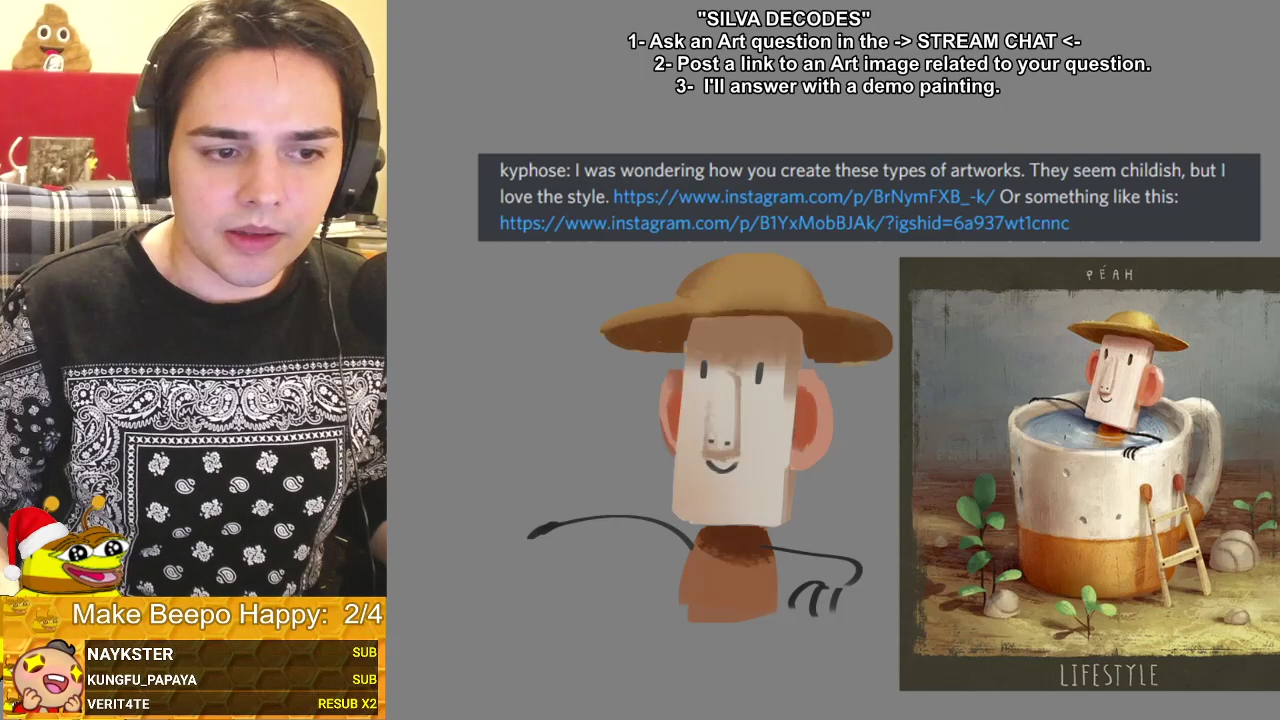 "SILVA DECODES"
1- Ask an Art question in the -> STREAM CHAT <-
2- Post a link to an Art image related to your question.
3- I'll answer with a demo painting.
kyphose: I was wondering how you create these types of artworks. They seem childish, but I
love the style. https://www.instagram.com/p/BrNymFXB_-k/ Or something like this:
https://www.instagram.com/p/B1YxMobBJAk/?igshid=6a937wt1cnnc
PÉAH
LIFESTYLE
Make Beepo Happy: 2/4
NAYKSTER SUB
KUNGFU_PAPAYA SUB
VERIT4TE RESUB X2